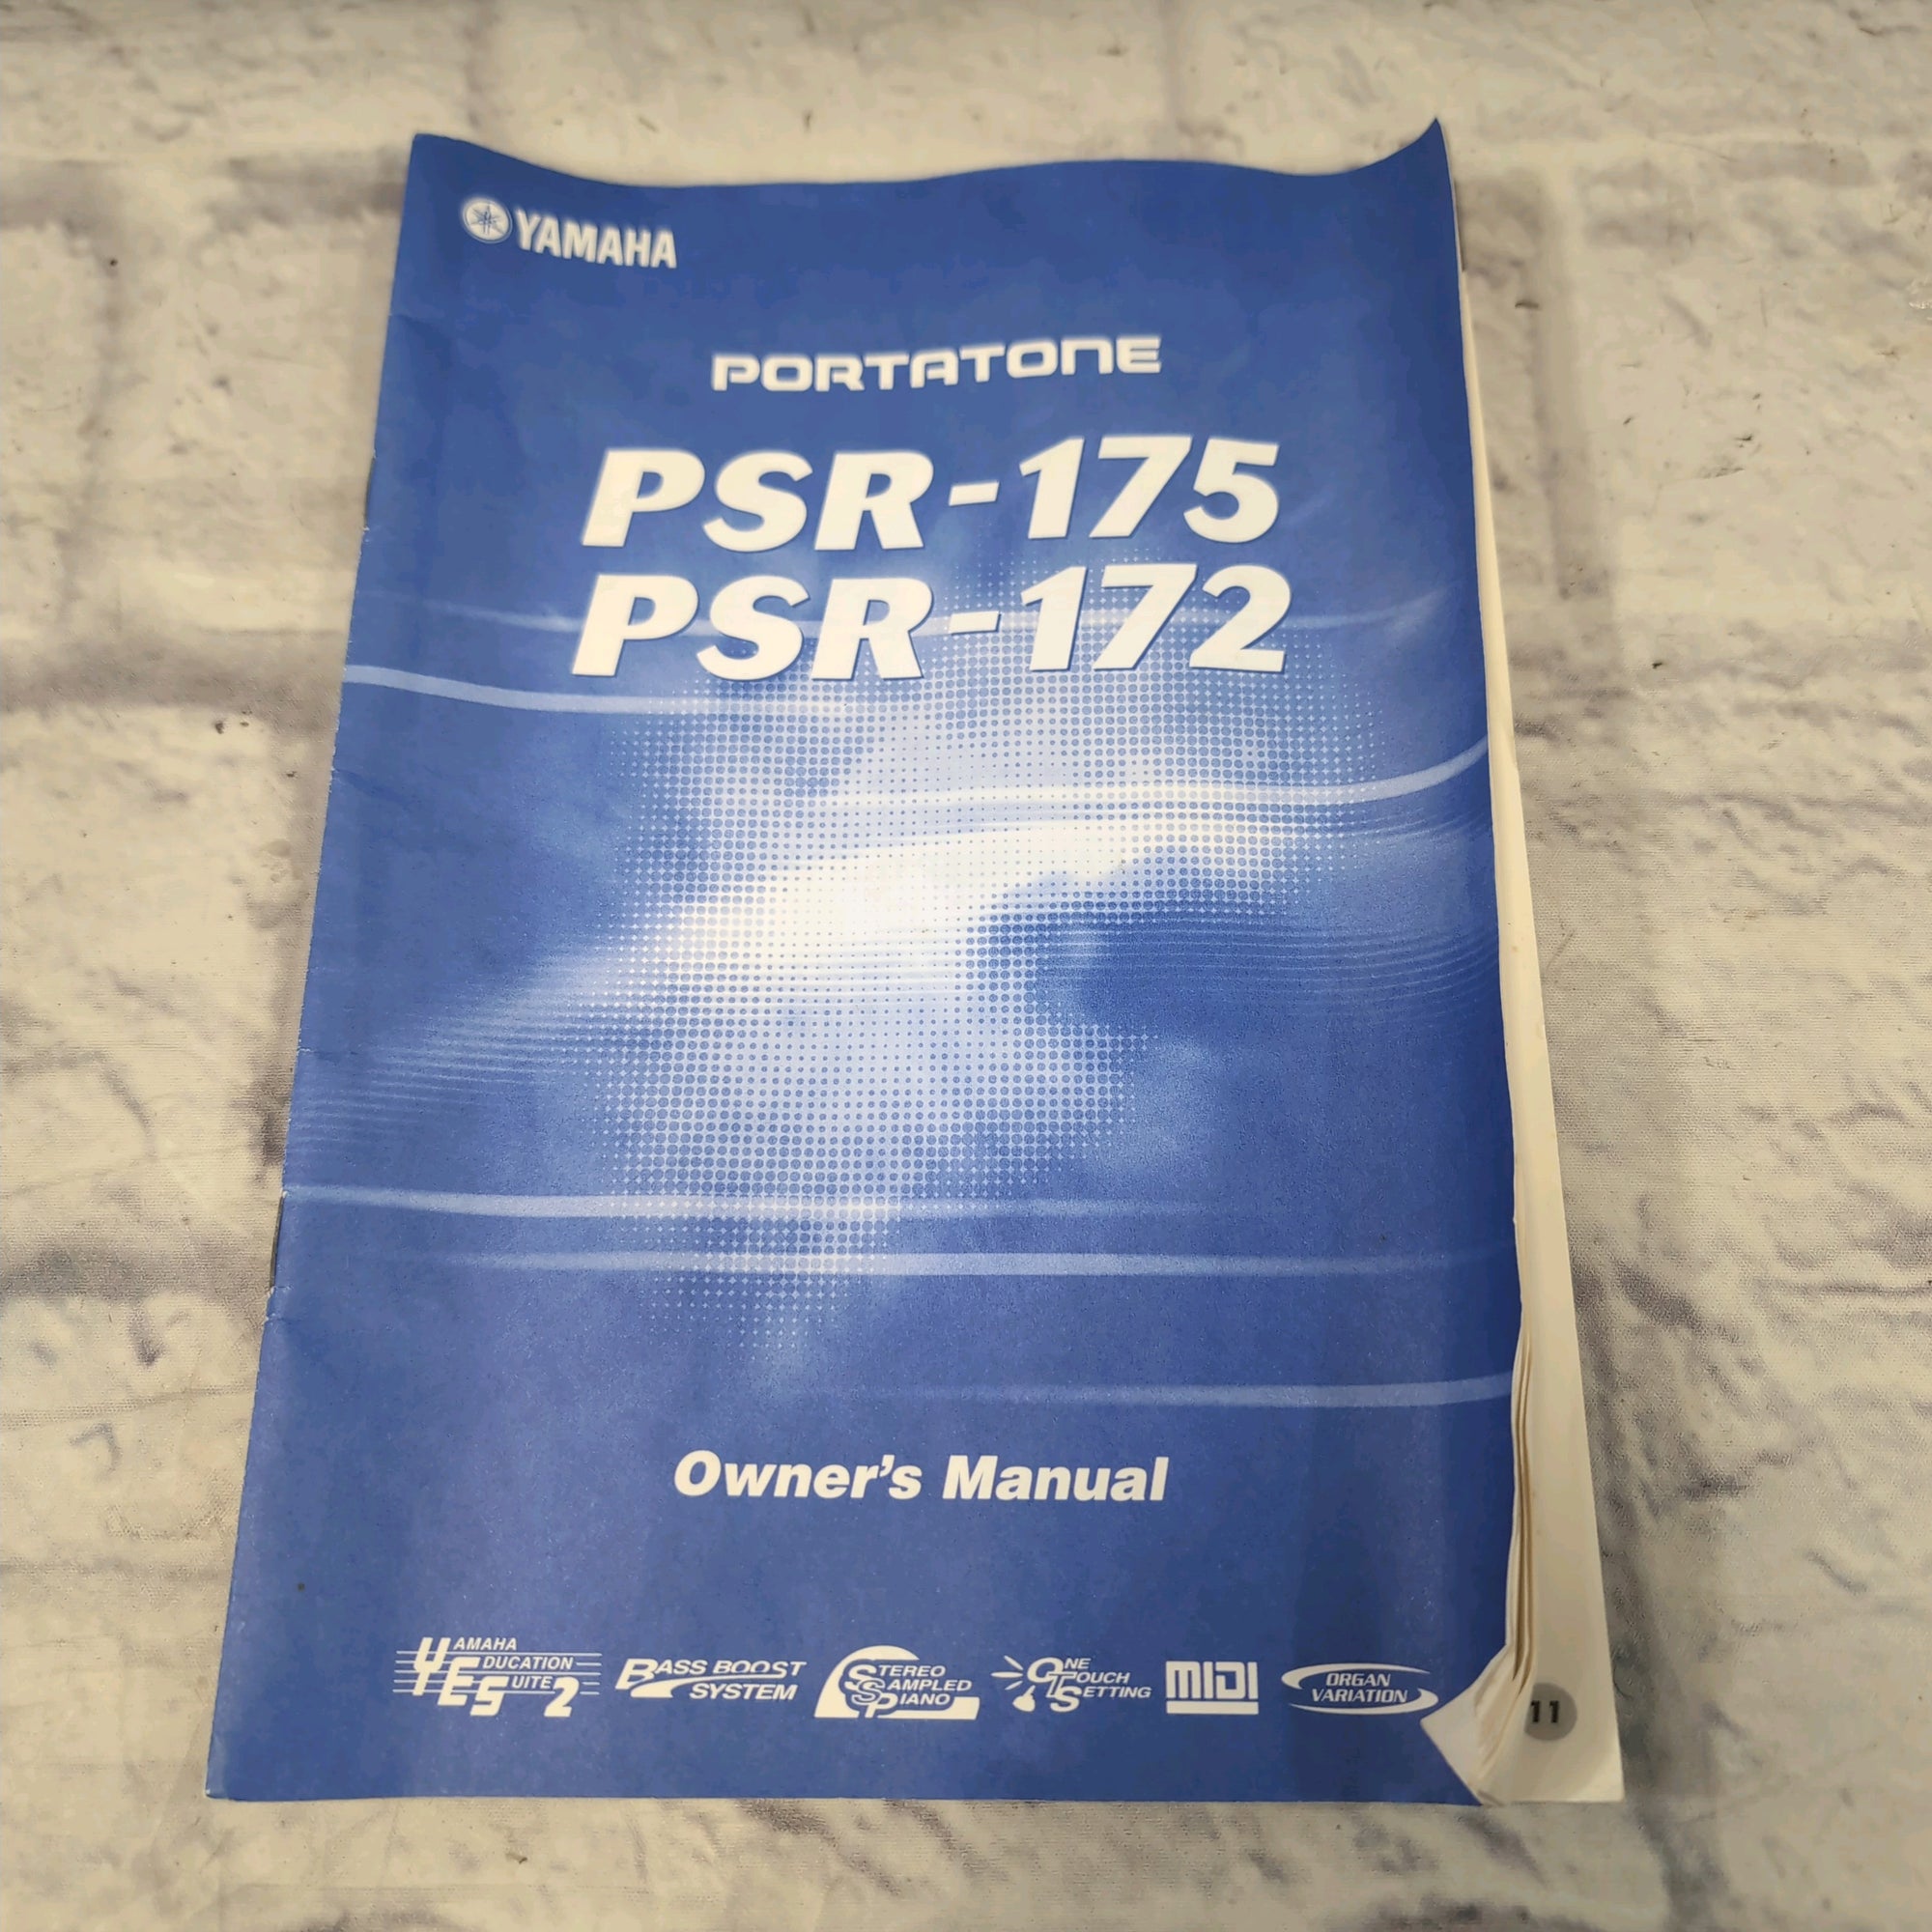 YAMAHA
PORTATONE
PSR-175
PSR-172
Owner's Manual
YAMAHA
EDUCATION
SUITE 2
BASS BOOST
SYSTEM
STEREO
SAMPLED
PIANO
ONE
TOUCH
SETTING
MIDI
ORGAN
VARIATION
11